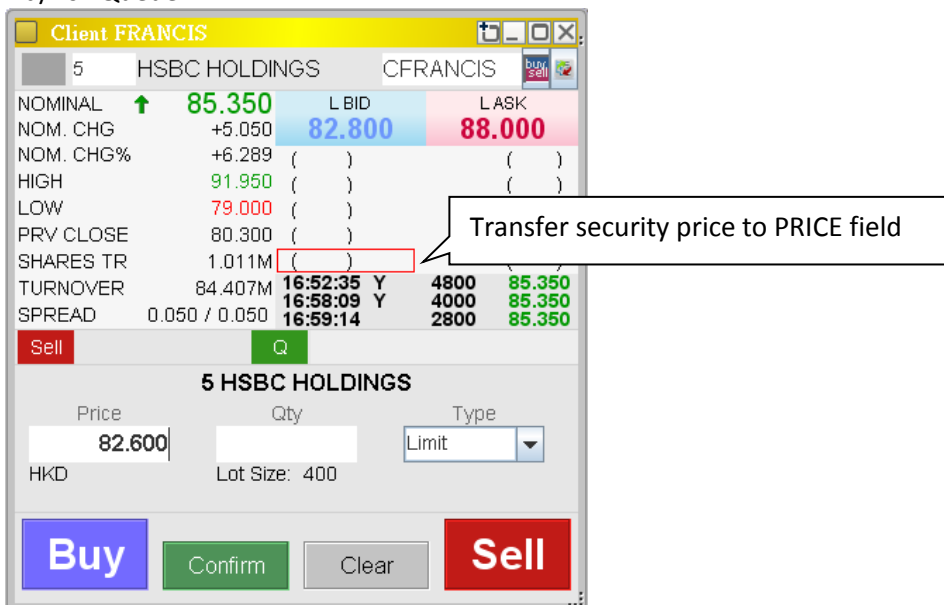 Client FRANCIS
5 HSBC HOLDINGS CFRANCIS buy sell
NOMINAL 85.350 L BID L ASK
NOM. CHG +5.050 82.800 88.000
NOM. CHG% +6.289 ( ) ( )
HIGH 91.950 ( ) ( )
LOW 79.000 ( )
PRV CLOSE 80.300 ( )
SHARES TR 1.011M ( ) ( )
TURNOVER 84.407M 16:52:35 Y 4800 85.350
16:58:09 Y 4000 85.350
SPREAD 0.050 / 0.050 16:59:14 2800 85.350
Transfer security price to PRICE field
Sell Q
5 HSBC HOLDINGS
Price Qty Type
82.600 Limit
HKD Lot Size: 400
Buy Confirm Clear Sell